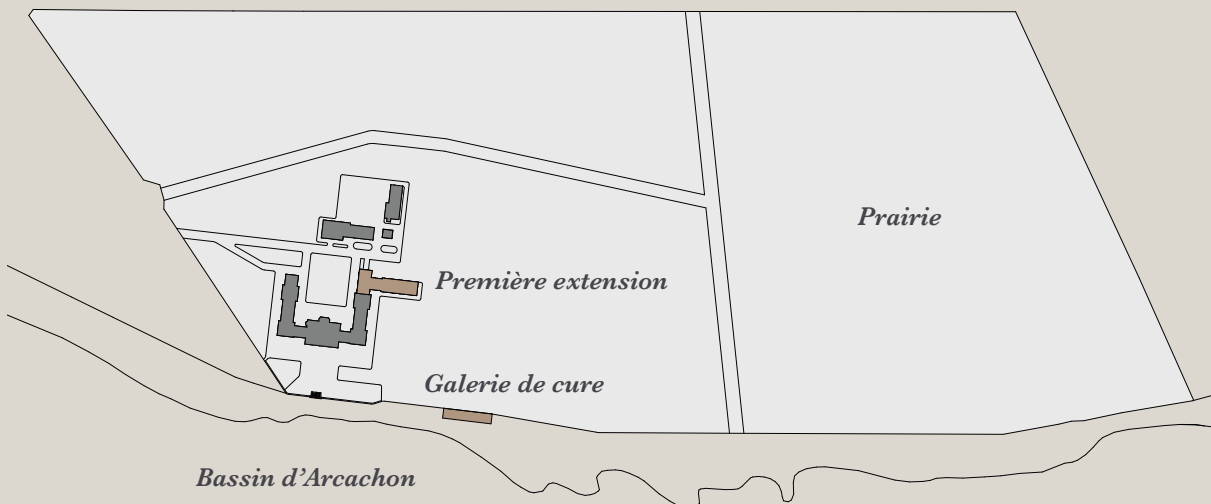 Prairie
Première extension
Galerie de cure
Bassin d’Arcachon